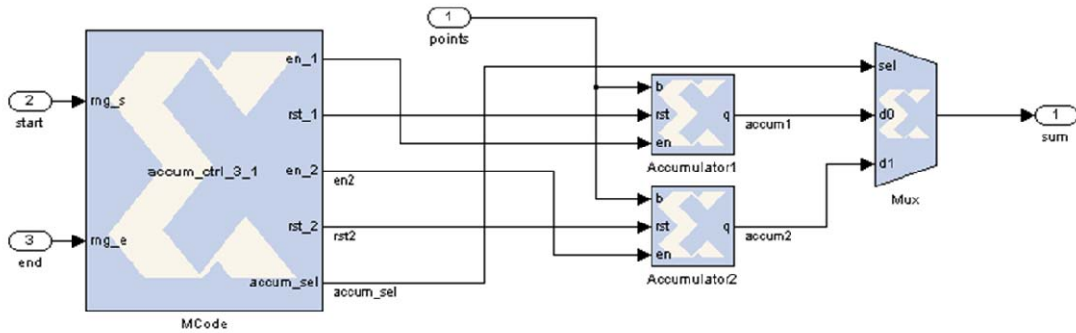 1
points
en_1
sel
2
rng_s
b
start
rst_1
rst
q
accum1
d0
1
en
sum
accum_ctrl_3_1
en_2
Accumulator1
d1
en2
b
Mux
3
rng_e
rst_2
rst
q
accum2
end
rst2
en
accum_sel
Accumulator2
accum_sel
MCode